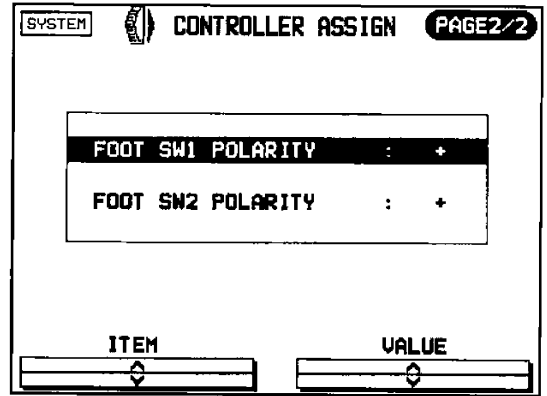 SYSTEM CONTROLLER ASSIGN PAGE2/2
FOOT SW1 POLARITY : +
FOOT SW2 POLARITY : +
ITEM VALUE